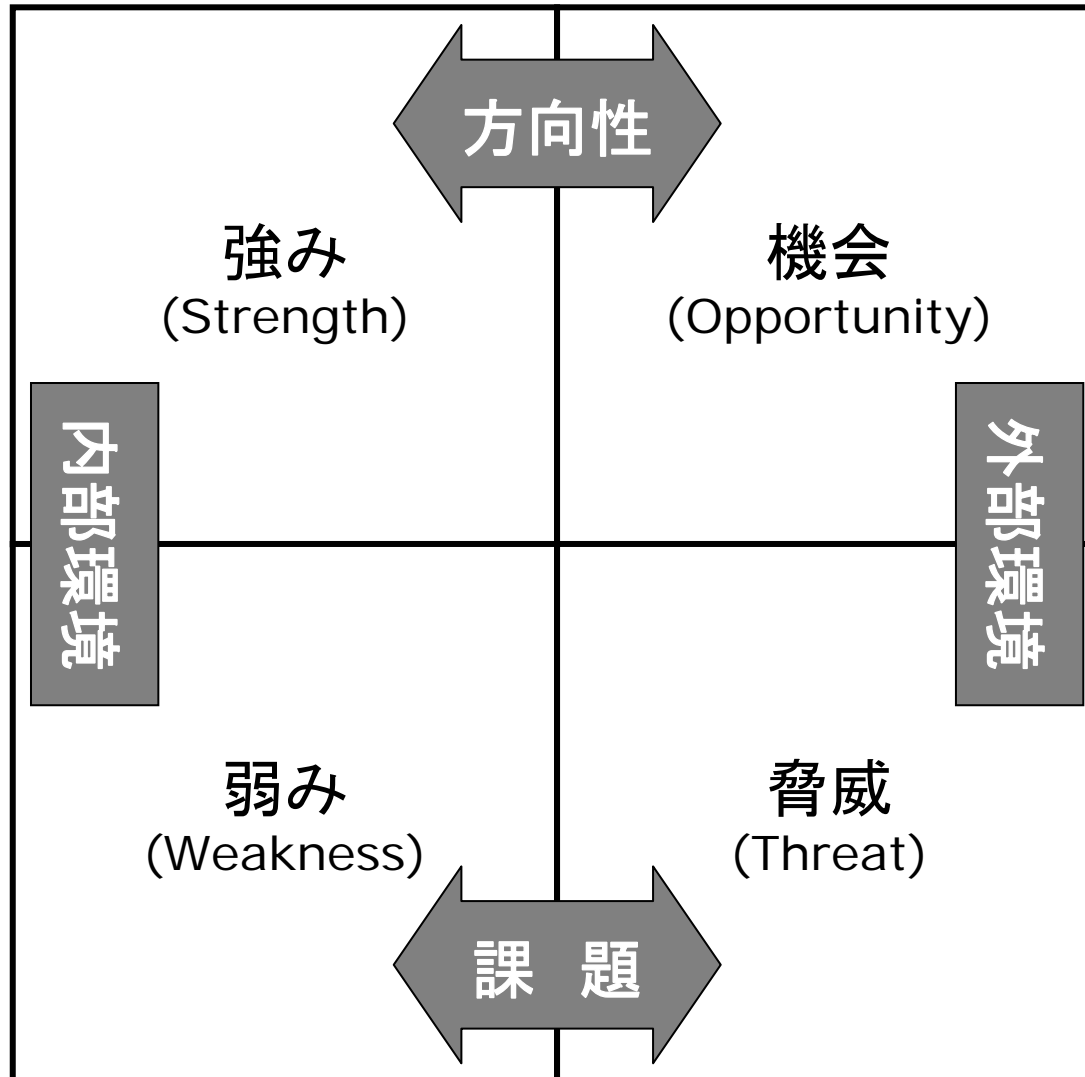 方向性
強み
(Strength)
機会
(Opportunity)
内部環境
外部環境
弱み
(Weakness)
脅威
(Threat)
課 題